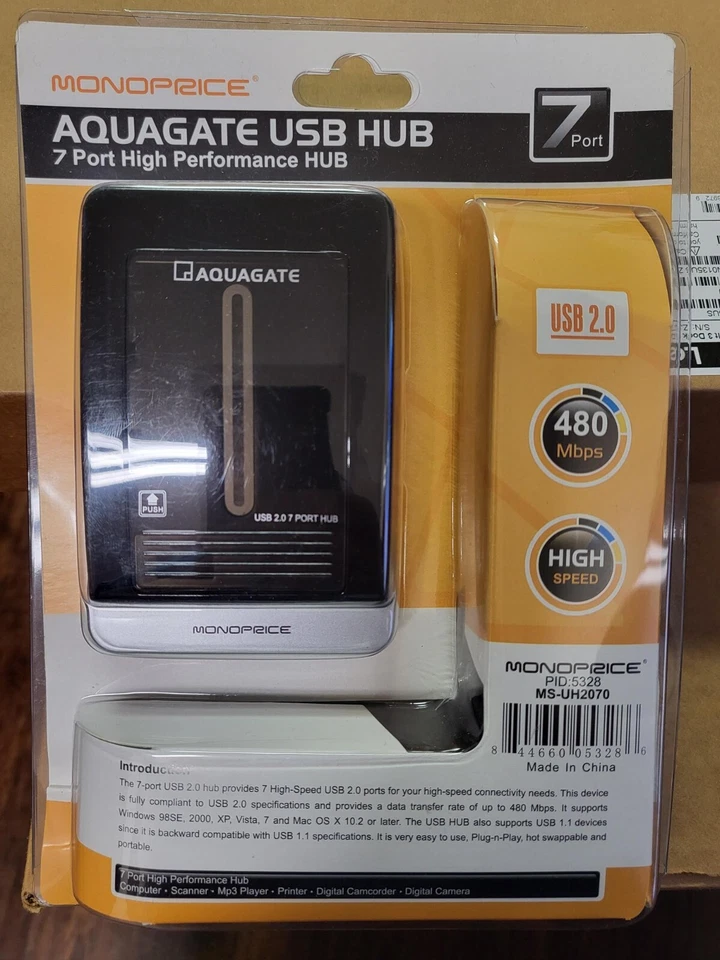 MONOPRICE®
AQUAGATE USB HUB
7 Port High Performance HUB
7 Port
AQUAGATE
PUSH
USB 2.0 7 PORT HUB
MONOPRICE
USB 2.0
480
Mbps
HIGH
SPEED
MONOPRICE®
PID:5328
MS-UH2070
8 44660 05328 6
Made In China
Introduction
The 7-port USB 2.0 hub provides 7 High-Speed USB 2.0 ports for your high-speed connectivity needs. This device
is fully compliant to USB 2.0 specifications and provides a data transfer rate of up to 480 Mbps. It supports
Windows 98SE, 2000, XP, Vista, 7 and Mac OS X 10.2 or later. The USB HUB also supports USB 1.1 devices
since it is backward compatible with USB 1.1 specifications. It is very easy to use, Plug-n-Play, hot swappable and
portable.
7 Port High Performance Hub
Computer • Scanner • Mp3 Player • Printer • Digital Camcorder • Digital Camera